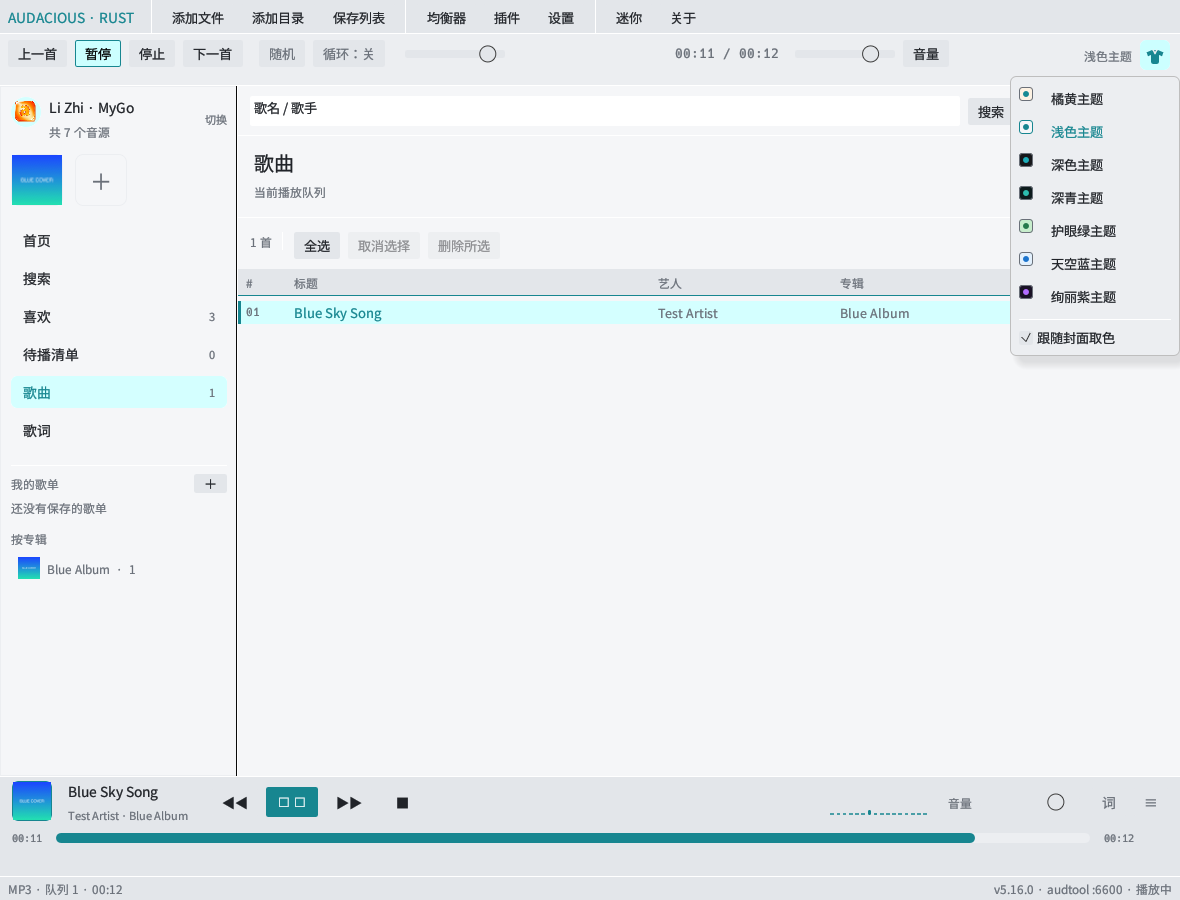 AUDACIOUS · RUST 添加文件 添加目录 保存列表 均衡器 插件 设置 迷你 关于
上一首 暂停 停止 下一首 随机 循环：关 00:11 / 00:12 音量 浅色主题
橘黄主题
浅色主题
深色主题
深青主题
护眼绿主题
天空蓝主题
绚丽紫主题
跟随封面取色
Li Zhi · MyGo
共 7 个音源
切换
BLUE COVER
首页
搜索
喜欢 3
待播清单 0
歌曲 1
歌词
我的歌单
还没有保存的歌单
按专辑
Blue Album · 1
歌名 / 歌手 搜索
歌曲
当前播放队列
1 首 全选 取消选择 删除所选
# 标题 艺人 专辑
01 Blue Sky Song Test Artist Blue Album
BLUE COVER
Blue Sky Song
Test Artist · Blue Album
音量 词
00:11 00:12
MP3 · 队列 1 · 00:12 v5.16.0 · audtool :6600 · 播放中